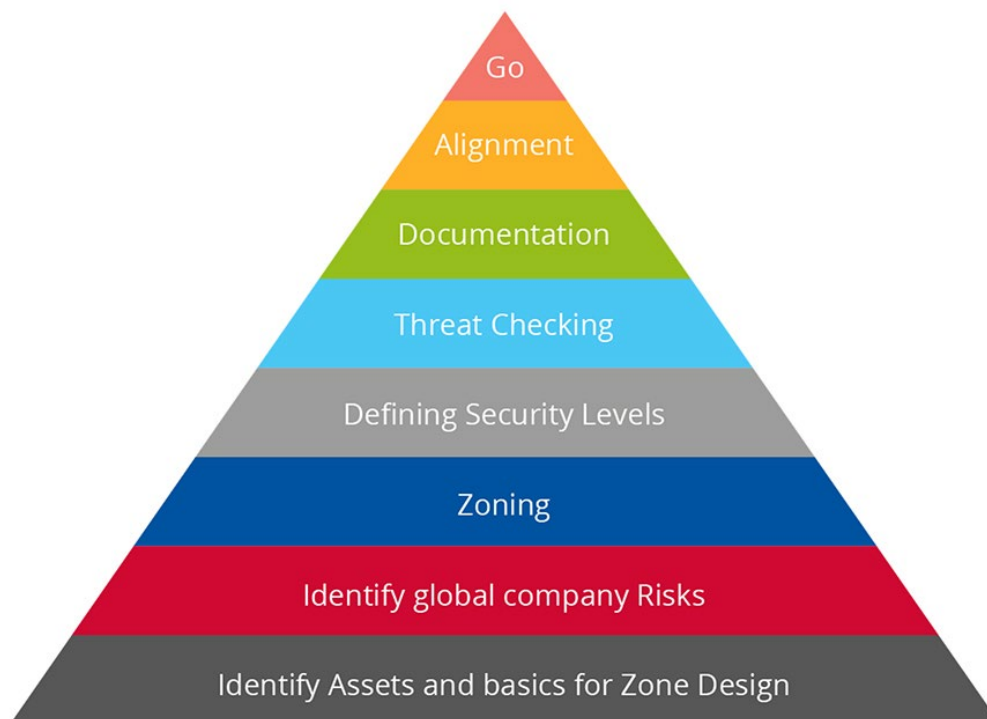 Go
Alignment
Documentation
Threat Checking
Defining Security Levels
Zoning
Identify global company Risks
Identify Assets and basics for Zone Design